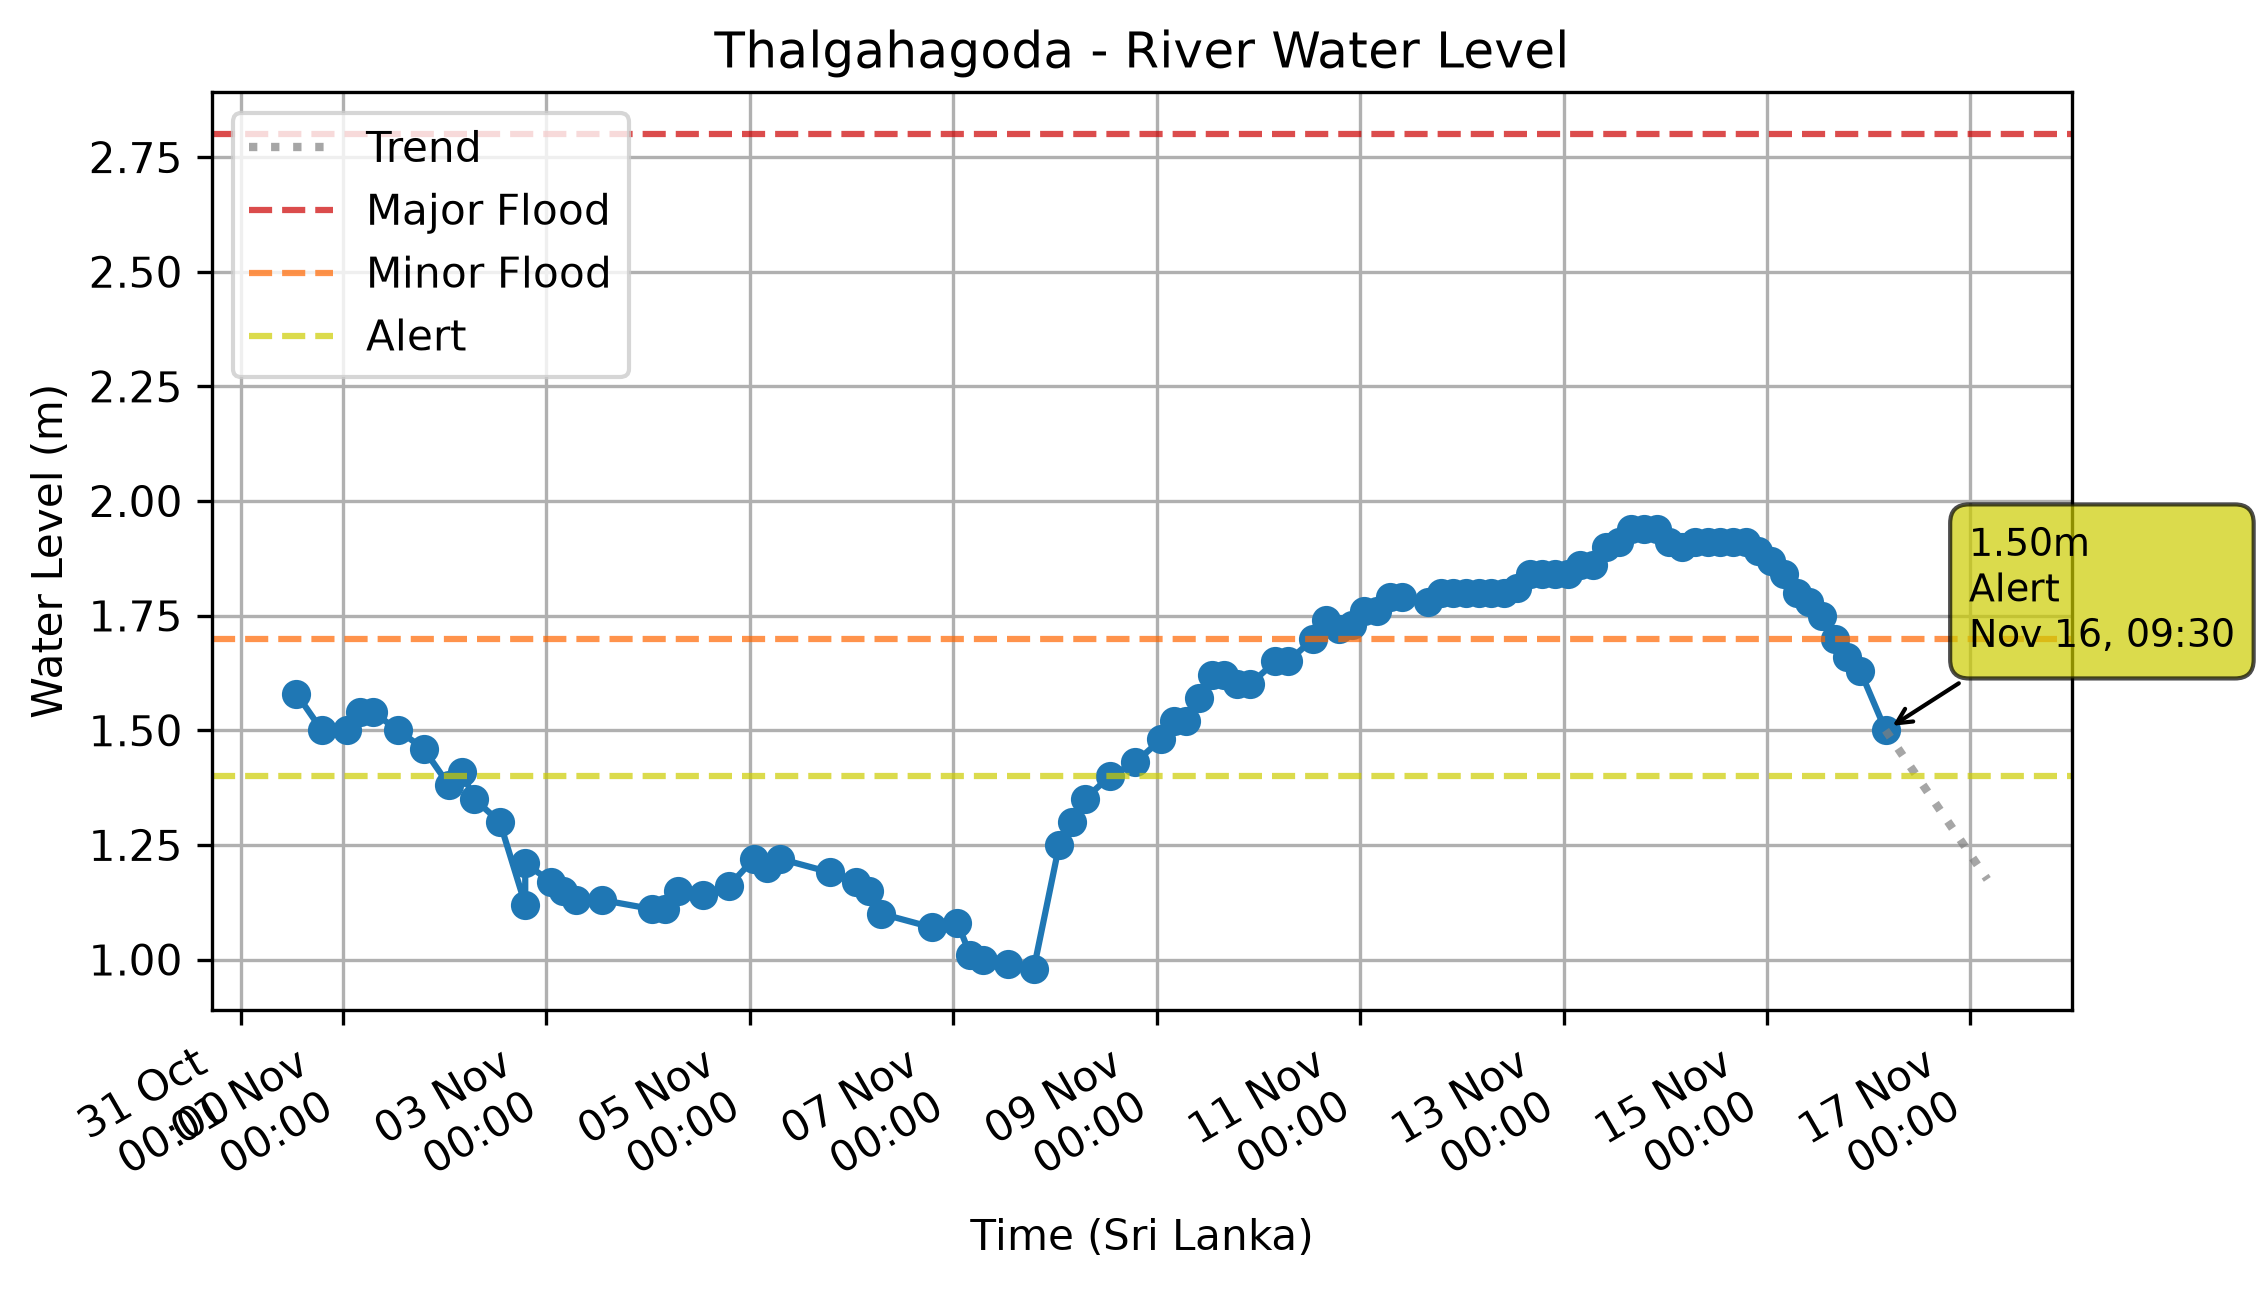 Thalgahagoda - River Water Level
Trend
Major Flood
Minor Flood
Alert
Water Level (m)
2.75
2.50
2.25
2.00
1.75
1.50
1.25
1.00
1.50m
Alert
Nov 16, 09:30
31 Oct
00:00
01 Nov
00:00
03 Nov
00:00
05 Nov
00:00
07 Nov
00:00
09 Nov
00:00
11 Nov
00:00
13 Nov
00:00
15 Nov
00:00
17 Nov
00:00
Time (Sri Lanka)